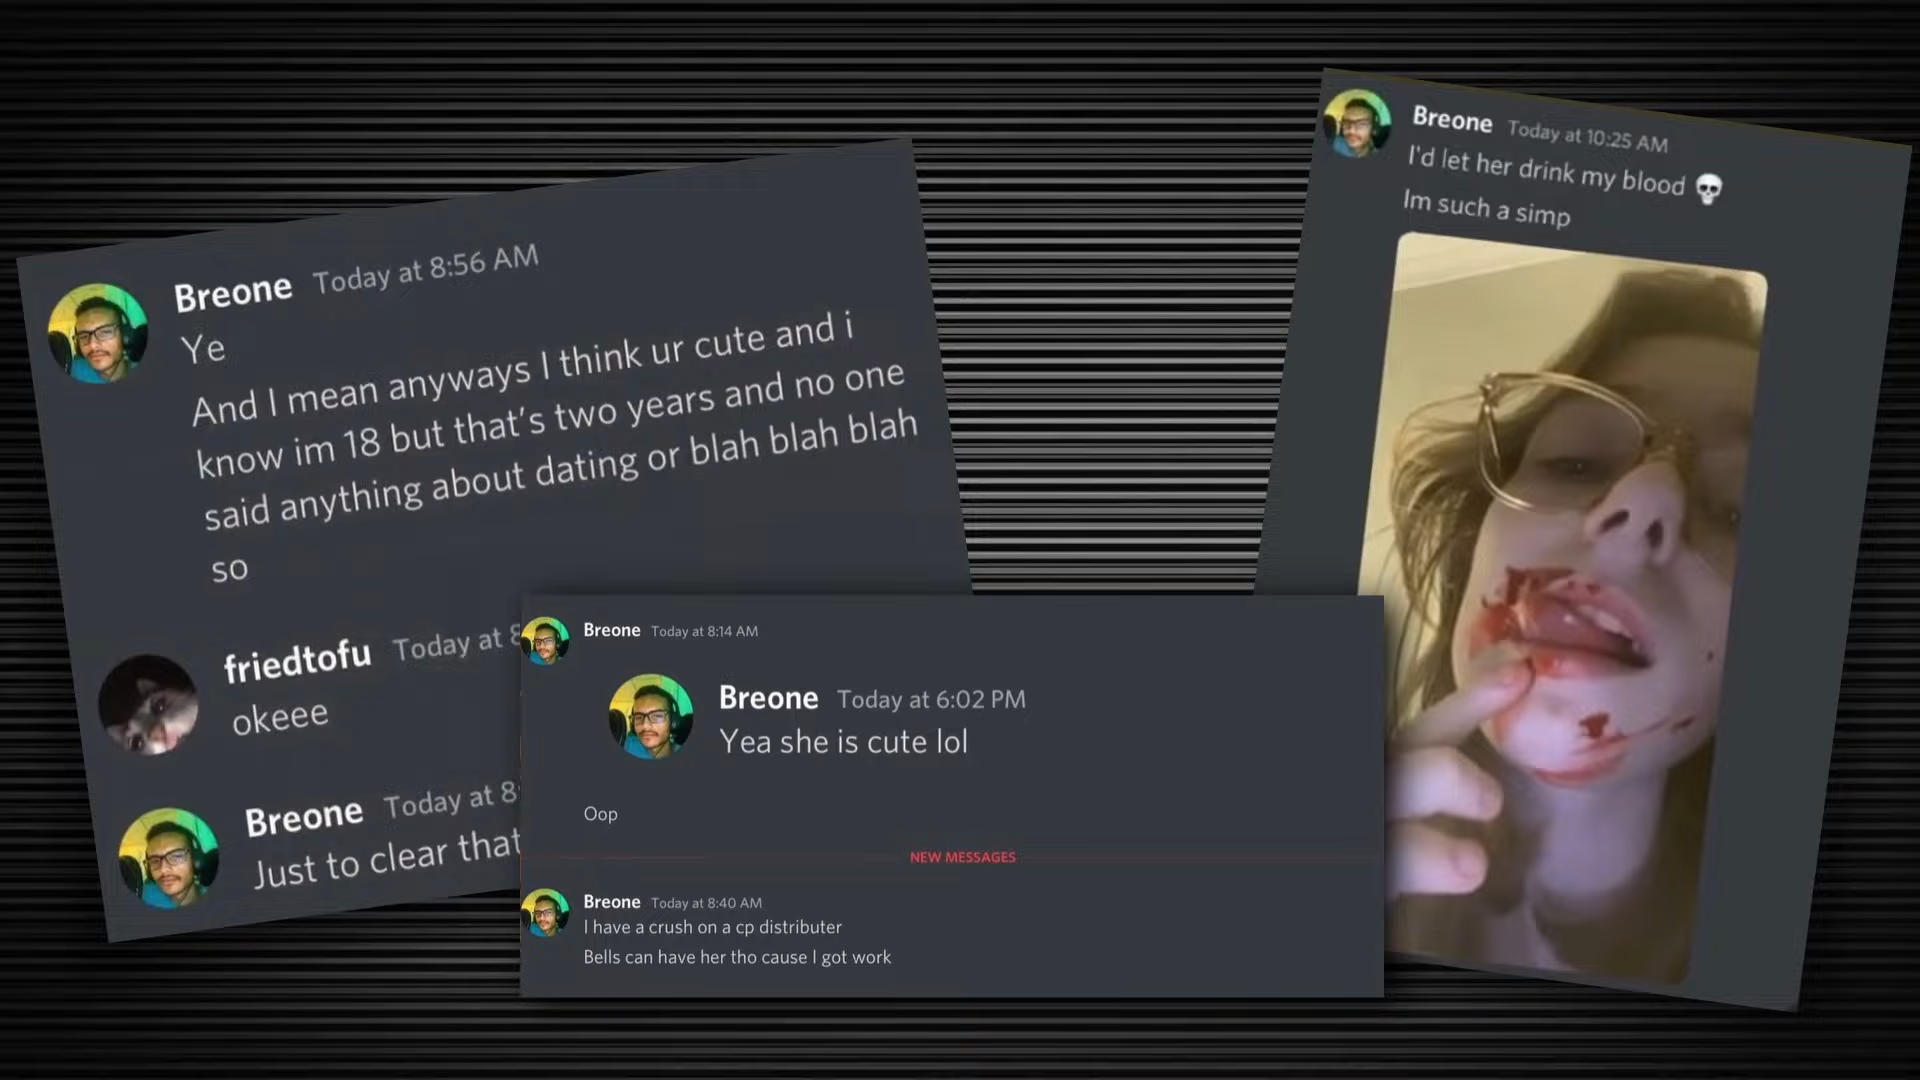 Breone Today at 8:56 AM
Ye
And I mean anyways I think ur cute and i
know im 18 but that's two years and no one
said anything about dating or blah blah blah
so
friedtofu Today at 8
okeee
Breone Today at 8
Just to clear that
Breone Today at 8:14 AM
Breone Today at 6:02 PM
Yea she is cute lol
Oop
NEW MESSAGES
Breone Today at 8:40 AM
I have a crush on a cp distributer
Bells can have her tho cause I got work
Breone Today at 10:25 AM
I'd let her drink my blood 💀
Im such a simp